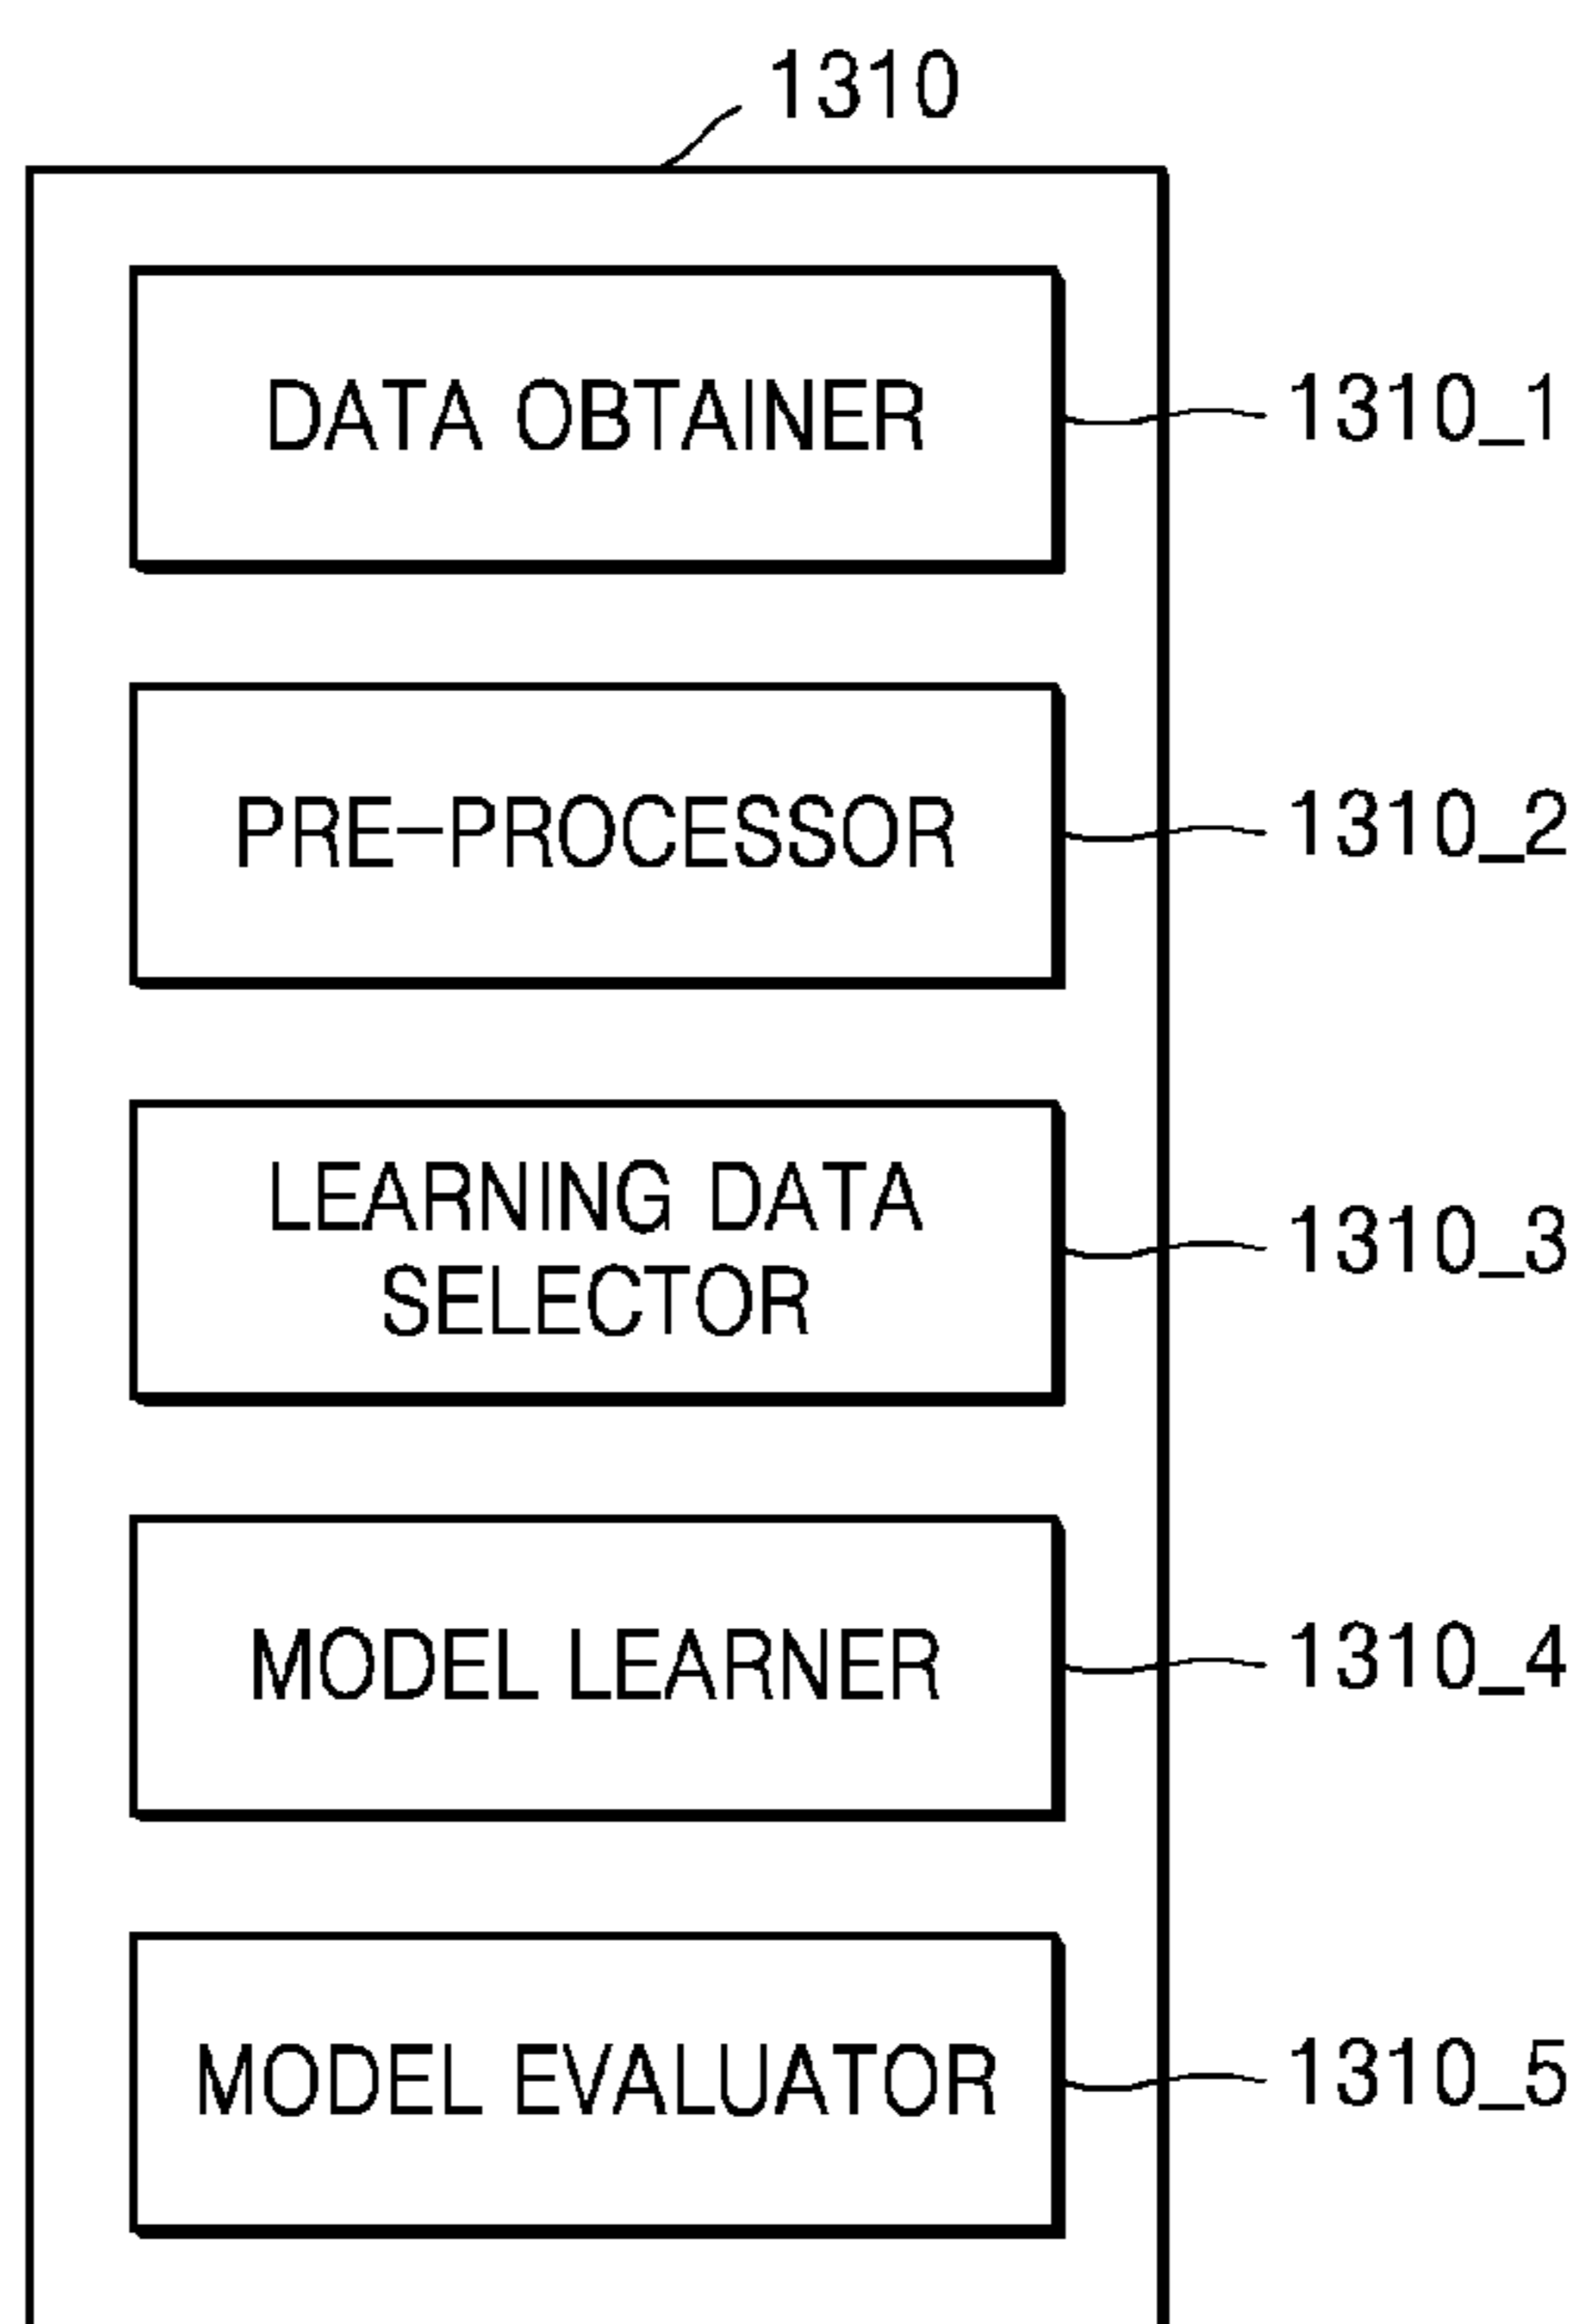 1310
DATA OBTAINER
1310_1
PRE-PROCESSOR
1310_2
LEARNING DATA
SELECTOR
1310_3
MODEL LEARNER
1310_4
MODEL EVALUATOR
1310_5